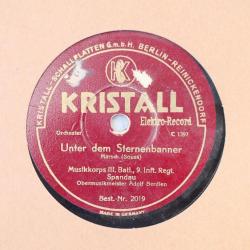 KRISTALL-SCHALLPLATTEN G.m.b.H. BERLIN-REINICKENDORF
K
KRISTALL
Elektro-Record
Orchester
C 1397
Unter dem Sternenbanner
Marsch (Sousa)
Musikkorps III. Batl., 9. Inft. Regt.
Spandau
Obermusikmeister Adolf Berdien
Best. Nr. 2019
MADE IN GERMANY